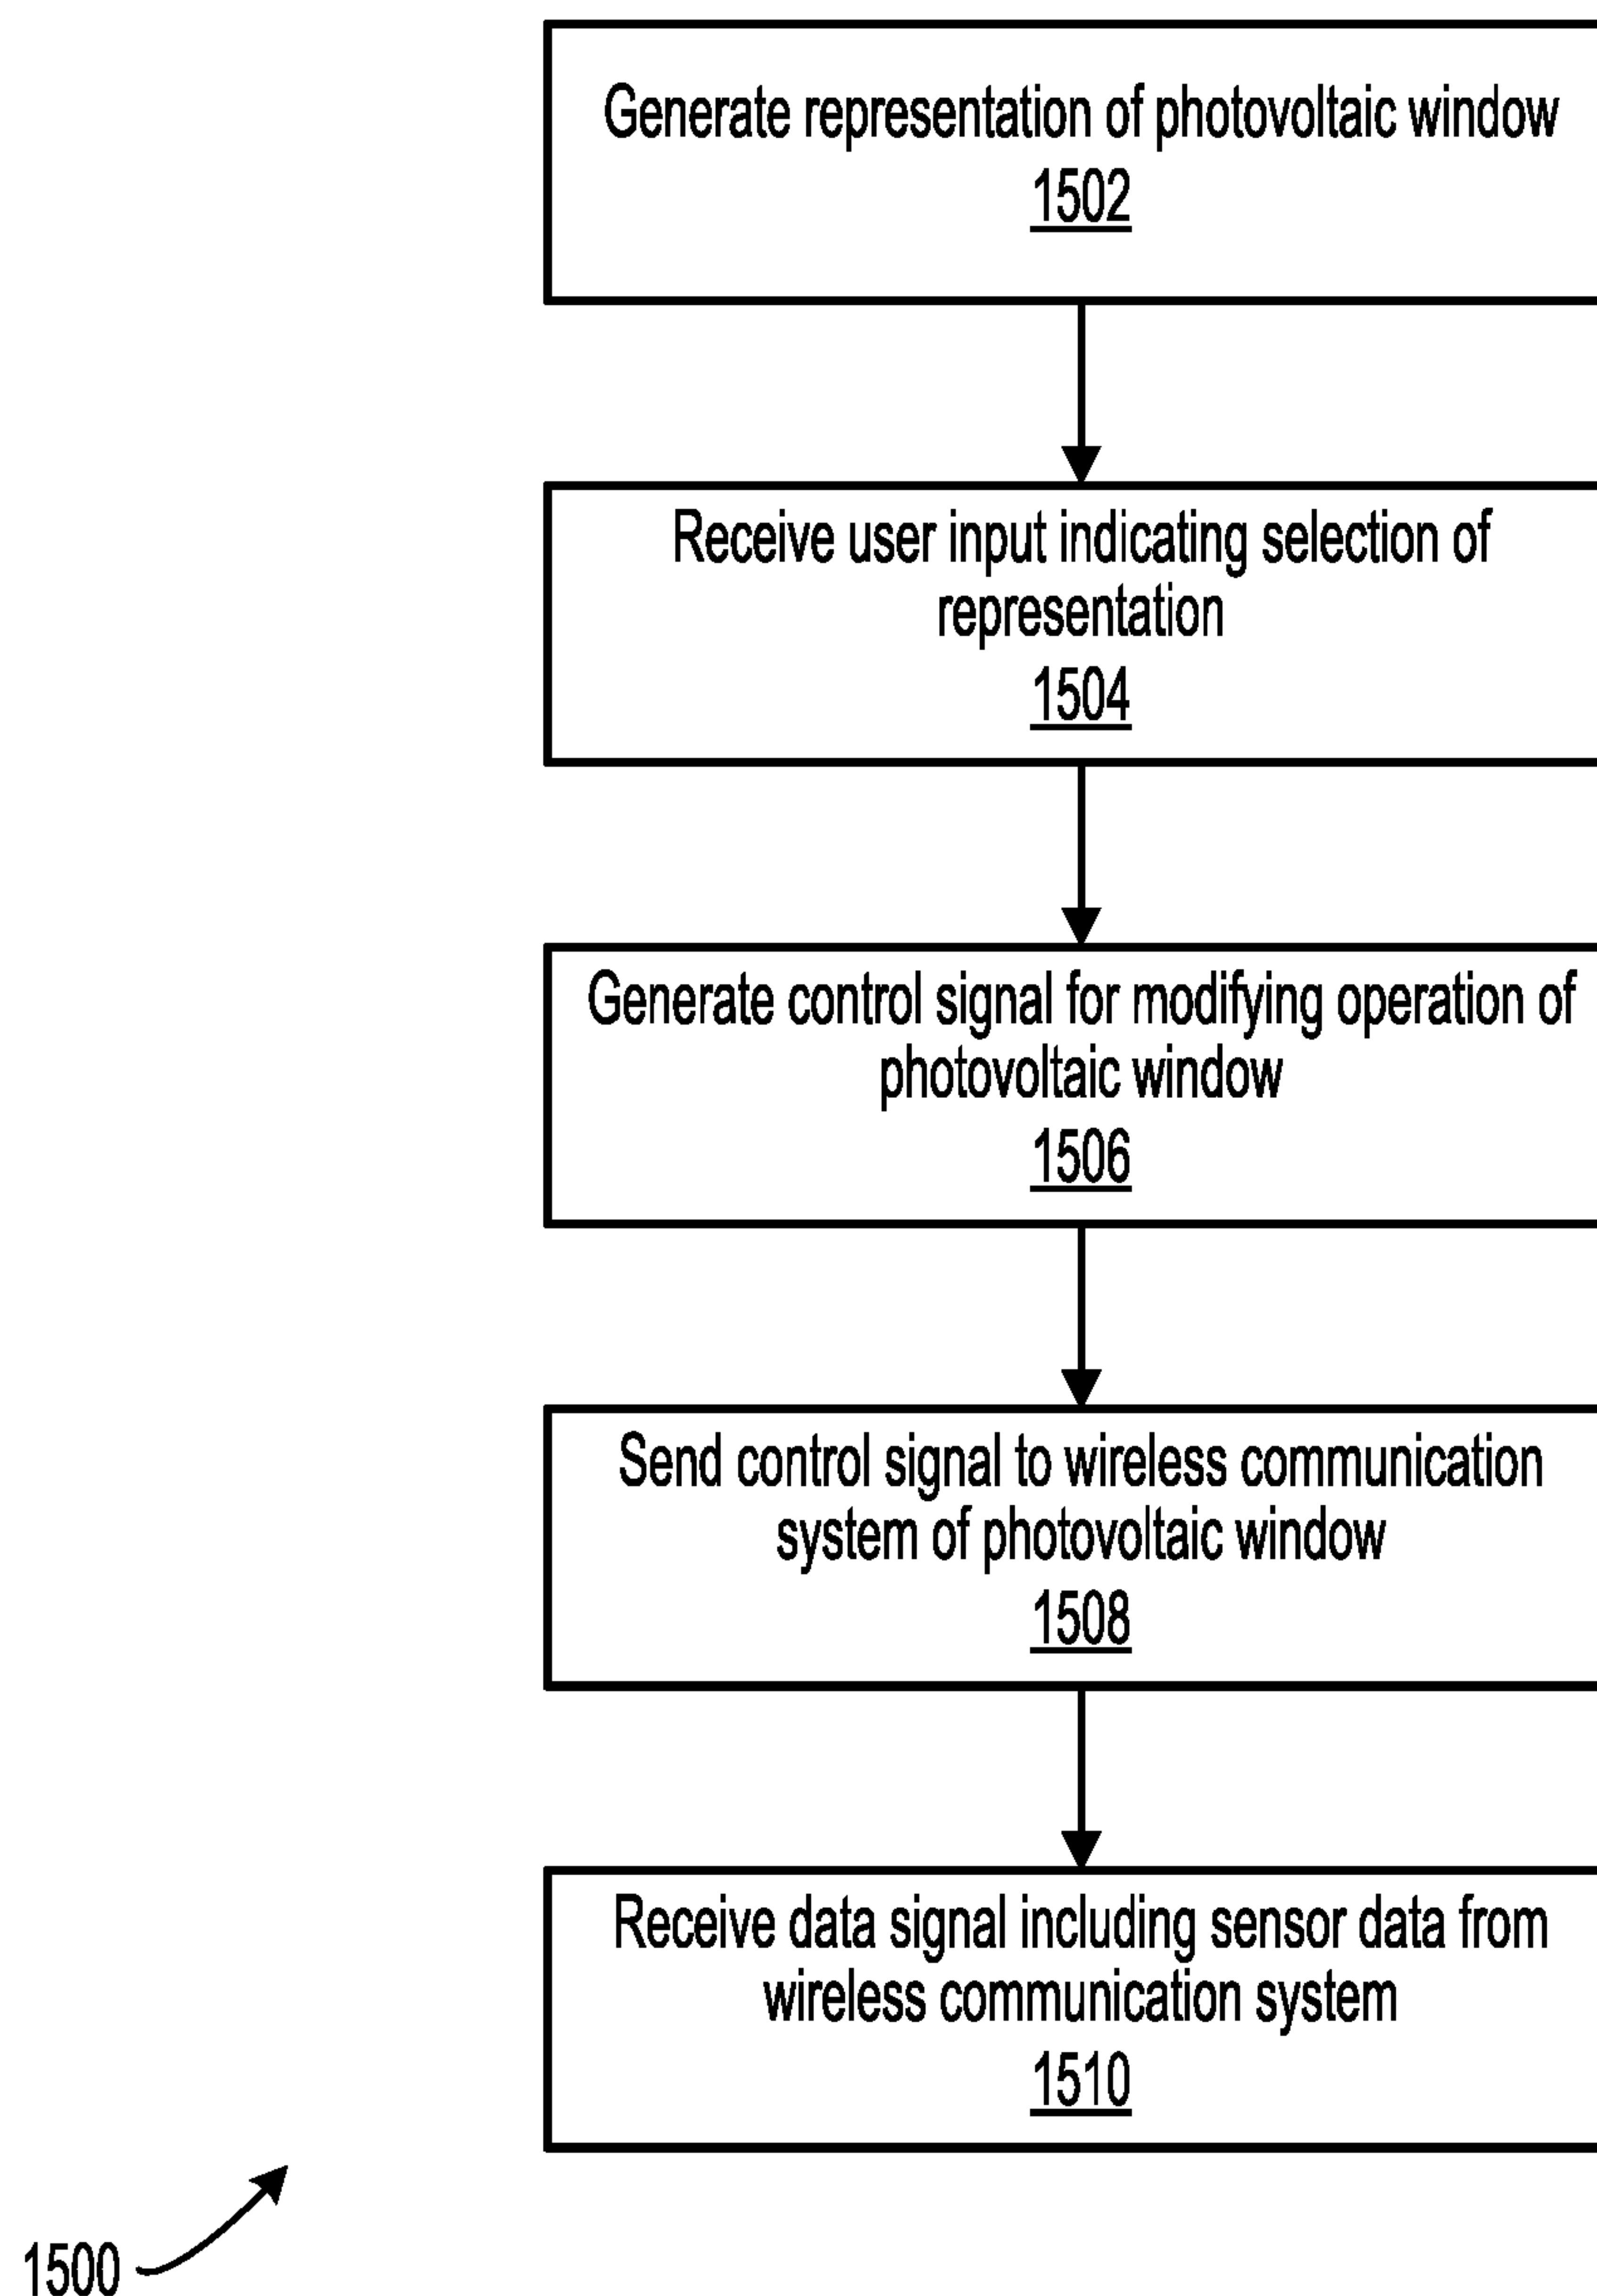 Generate representation of photovoltaic window
1502
Receive user input indicating selection of
representation
1504
Generate control signal for modifying operation of
photovoltaic window
1506
Send control signal to wireless communication
system of photovoltaic window
1508
Receive data signal including sensor data from
wireless communication system
1510
1500